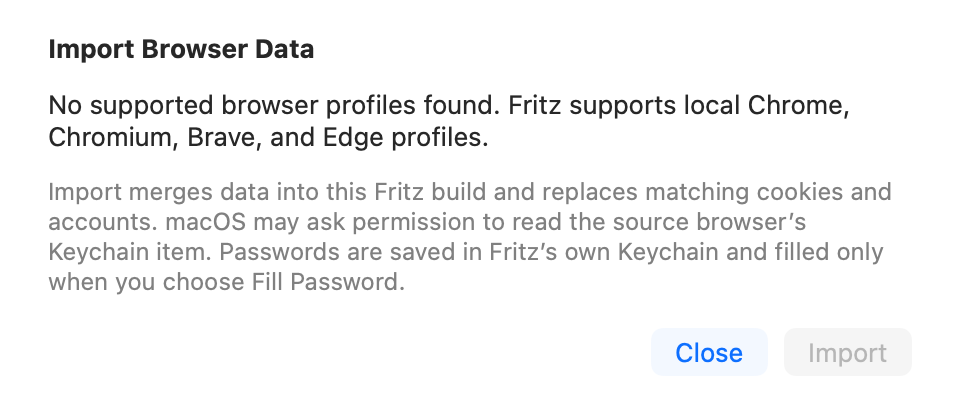 Import Browser Data
No supported browser profiles found. Fritz supports local Chrome,
Chromium, Brave, and Edge profiles.
Import merges data into this Fritz build and replaces matching cookies and
accounts. macOS may ask permission to read the source browser’s
Keychain item. Passwords are saved in Fritz’s own Keychain and filled only
when you choose Fill Password.
Close
Import